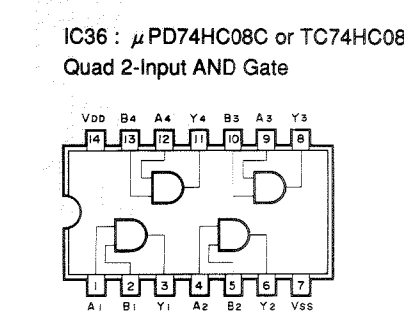 IC36 : μPD74HC08C or TC74HC08
Quad 2-Input AND Gate
VDD B4 A4 Y4 B3 A3 Y3
14 13 12 11 10 9 8
1 2 3 4 5 6 7
A1 B1 Y1 A2 B2 Y2 VSS